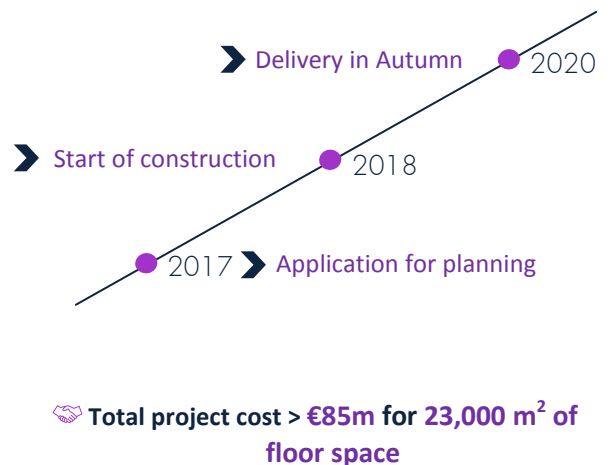 Delivery in Autumn
2020
Start of construction
2018
2017 Application for planning
Total project cost > €85m for 23,000 m² of
floor space